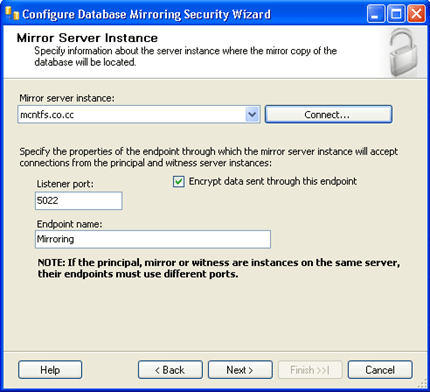 Configure Database Mirroring Security Wizard
Mirror Server Instance
Specify information about the server instance where the mirror copy of the
database will be located.
Mirror server instance:
mcntfs.co.cc
Connect...
Specify the properties of the endpoint through which the mirror server instance will accept
connections from the principal and witness server instances:
Listener port:
Encrypt data sent through this endpoint
5022
Endpoint name:
Mirroring
NOTE: If the principal, mirror or witness are instances on the same server,
their endpoints must use different ports.
Help
< Back
Next >
Finish >>|
Cancel